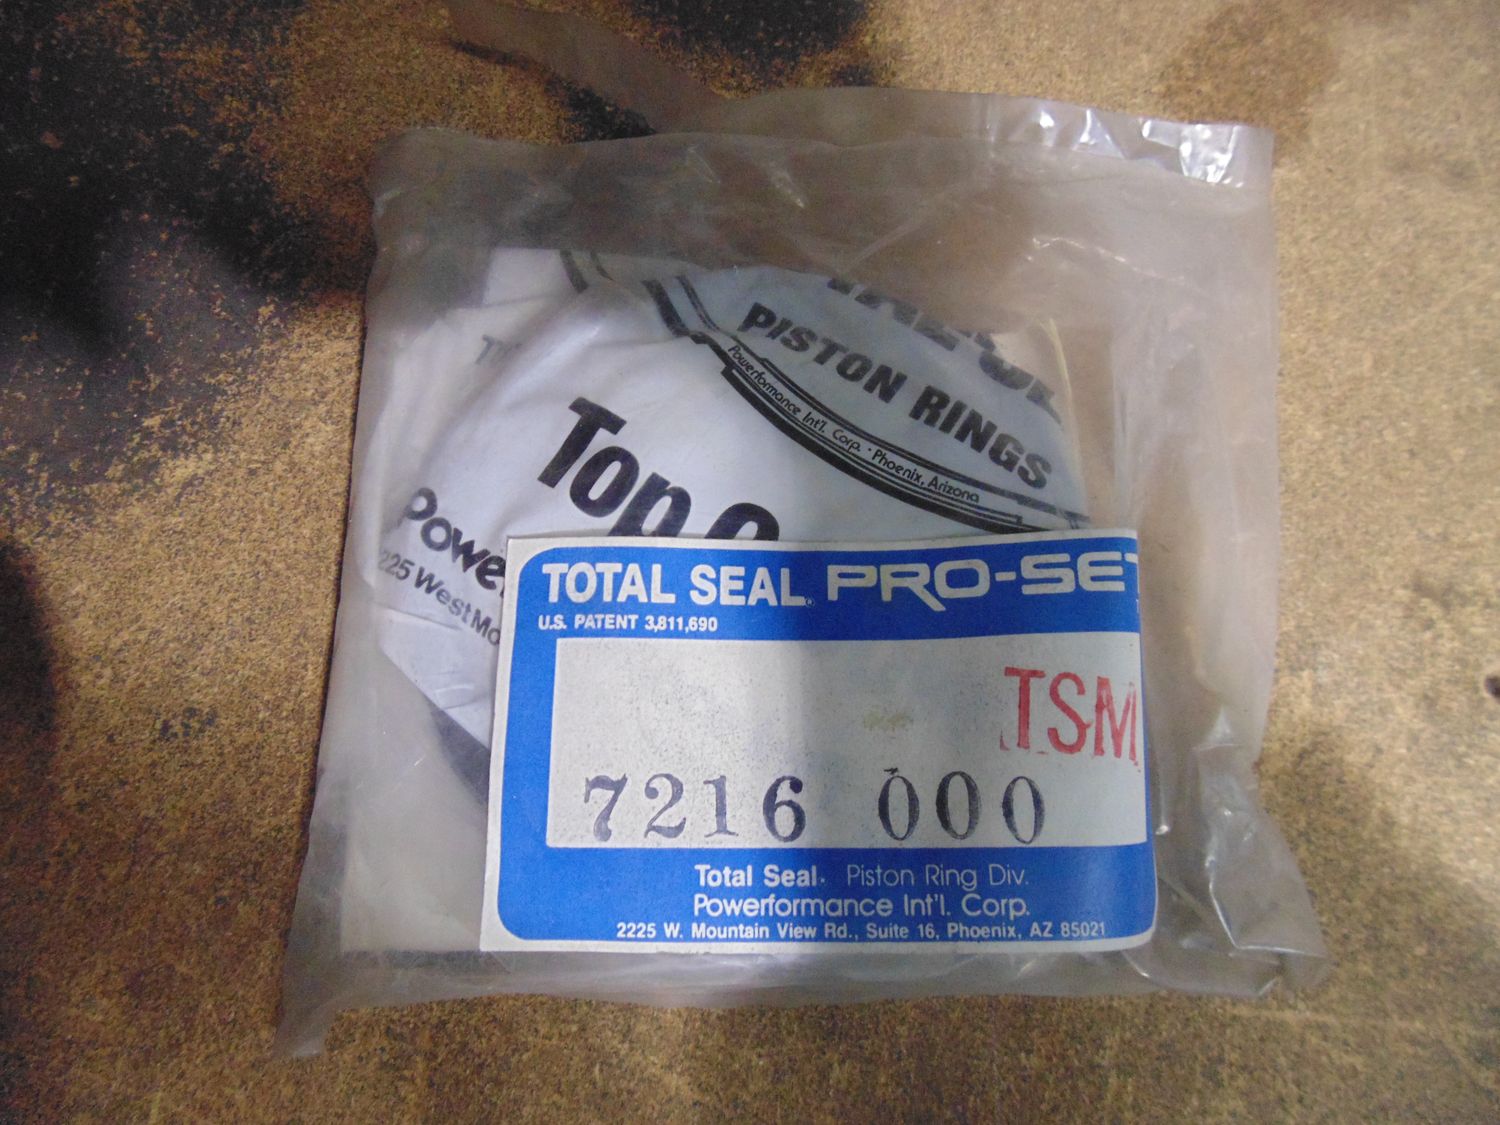 PISTON RINGS
Powerformance Int'l. Corp. • Phoenix, Arizona
Top
TOTAL SEAL® PRO-SE
U.S. PATENT 3,811,690
TSM
7216 000
Total Seal® Piston Ring Div.
Powerformance Int'l. Corp.
2225 W. Mountain View Rd., Suite 16, Phoenix, AZ 85021
Powe
225 West Mo